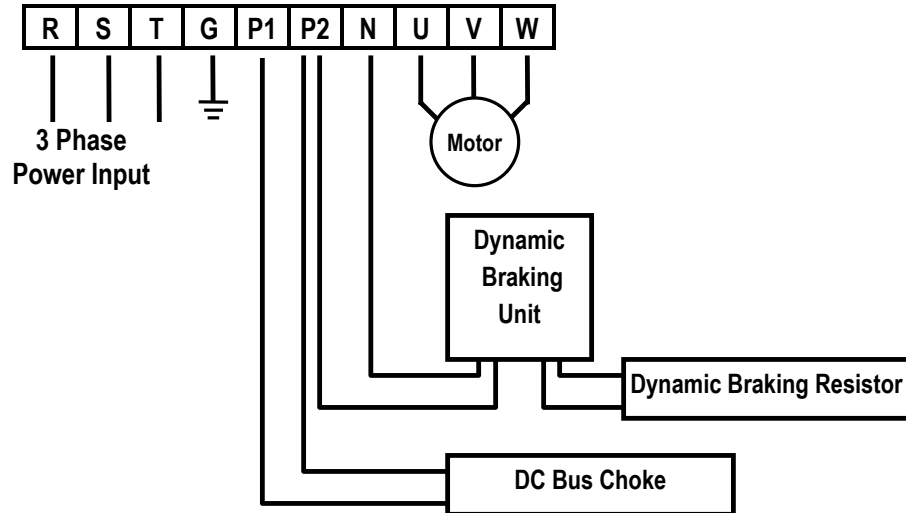 R S T G P1 P2 N U V W
3 Phase
Power Input
Motor
Dynamic
Braking
Unit
Dynamic Braking Resistor
DC Bus Choke